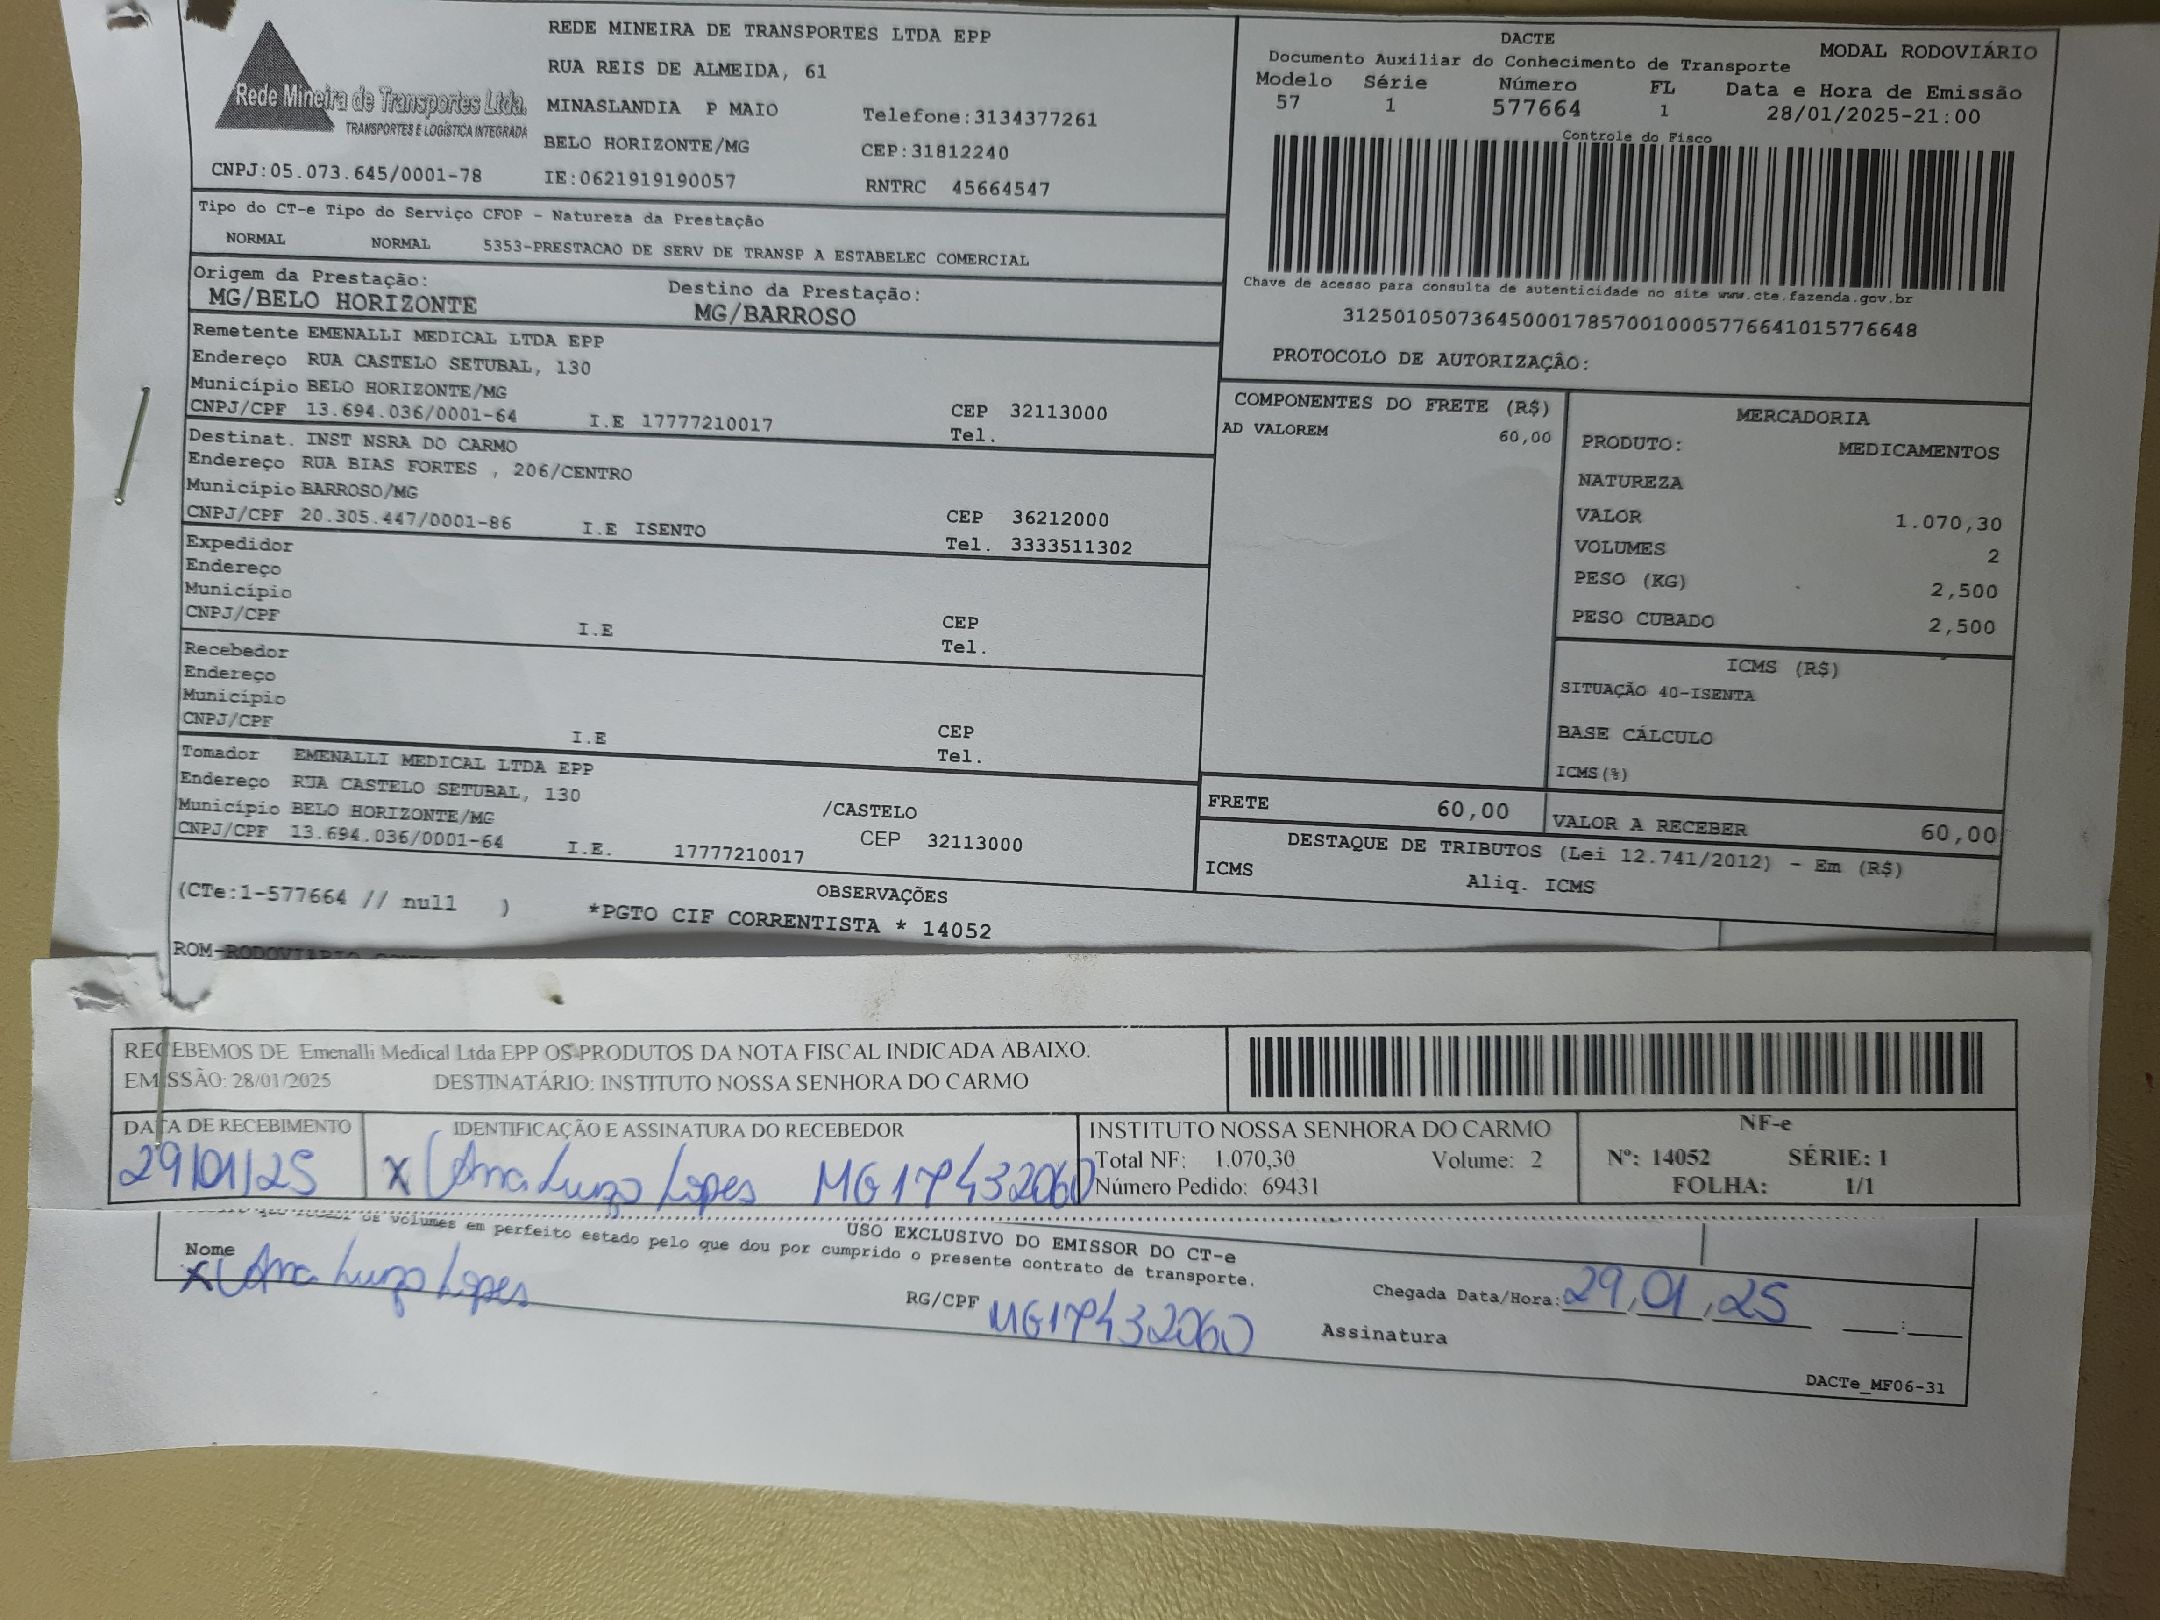 Rede Mineira de Transportes Ltda.
TRANSPORTES E LOGÍSTICA INTEGRADA
CNPJ:05.073.645/0001-78
REDE MINEIRA DE TRANSPORTES LTDA EPP
RUA REIS DE ALMEIDA, 61
MINASLANDIA P MAIO Telefone:3134377261
BELO HORIZONTE/MG CEP:31812240
IE:0621919190057 RNTRC 45664547
DACTE MODAL RODOVIÁRIO
Documento Auxiliar do Conhecimento de Transporte
Modelo Série Número FL Data e Hora de Emissão
57 1 577664 1 28/01/2025-21:00
Controle do Fisco
Chave de acesso para consulta de autenticidade no site www.cte.fazenda.gov.br
31250105073645000178570010005776641015776648
PROTOCOLO DE AUTORIZAÇÂO:
Tipo do CT-e Tipo do Serviço CFOP - Natureza da Prestação
NORMAL NORMAL 5353-PRESTACAO DE SERV DE TRANSP A ESTABELEC COMERCIAL
Origem da Prestação: Destino da Prestação:
MG/BELO HORIZONTE MG/BARROSO
Remetente EMENALLI MEDICAL LTDA EPP
Endereço RUA CASTELO SETUBAL, 130
Município BELO HORIZONTE/MG CEP 32113000
CNPJ/CPF 13.694.036/0001-64 I.E 17777210017 Tel.
Destinat. INST NSRA DO CARMO
Endereço RUA BIAS FORTES , 206/CENTRO
Município BARROSO/MG CEP 36212000
CNPJ/CPF 20.305.447/0001-86 I.E ISENTO Tel. 3333511302
Expedidor
Endereço
Município CEP
CNPJ/CPF I.E Tel.
Recebedor
Endereço
Município CEP
CNPJ/CPF I.E Tel.
Tomador EMENALLI MEDICAL LTDA EPP
Endereço RUA CASTELO SETUBAL, 130 /CASTELO
Município BELO HORIZONTE/MG CEP 32113000
CNPJ/CPF 13.694.036/0001-64 I.E. 17777210017
COMPONENTES DO FRETE (R$)
AD VALOREM 60,00
MERCADORIA
PRODUTO: MEDICAMENTOS
NATUREZA
VALOR 1.070,30
VOLUMES 2
PESO (KG) 2,500
PESO CUBADO 2,500
ICMS (R$)
SITUAÇÃO 40-ISENTA
BASE CÁLCULO
ICMS(%)
FRETE 60,00 VALOR A RECEBER 60,00
DESTAQUE DE TRIBUTOS (Lei 12.741/2012) - Em (R$)
ICMS Aliq. ICMS
OBSERVAÇÕES
(CTe:1-577664 // null ) *PGTO CIF CORRENTISTA * 14052
RECEBEMOS DE Emenalli Medical Ltda EPP OS PRODUTOS DA NOTA FISCAL INDICADA ABAIXO.
EMISSÃO: 28/01/2025 DESTINATÁRIO: INSTITUTO NOSSA SENHORA DO CARMO
DATA DE RECEBIMENTO IDENTIFICAÇÃO E ASSINATURA DO RECEBEDOR
29/01/25 X Ana Luiza Lopes MG17432060
INSTITUTO NOSSA SENHORA DO CARMO
Total NF: 1.070,30 Volume: 2
Número Pedido: 69431
NF-e
Nº: 14052 SÉRIE: 1
FOLHA: 1/1
USO EXCLUSIVO DO EMISSOR DO CT-e
os volumes em perfeito estado pelo que dou por cumprido o presente contrato de transporte.
Nome X Ana Luiza Lopes RG/CPF MG17432060 Chegada Data/Hora: 29,01,25 :
Assinatura
DACTe_MF06-31